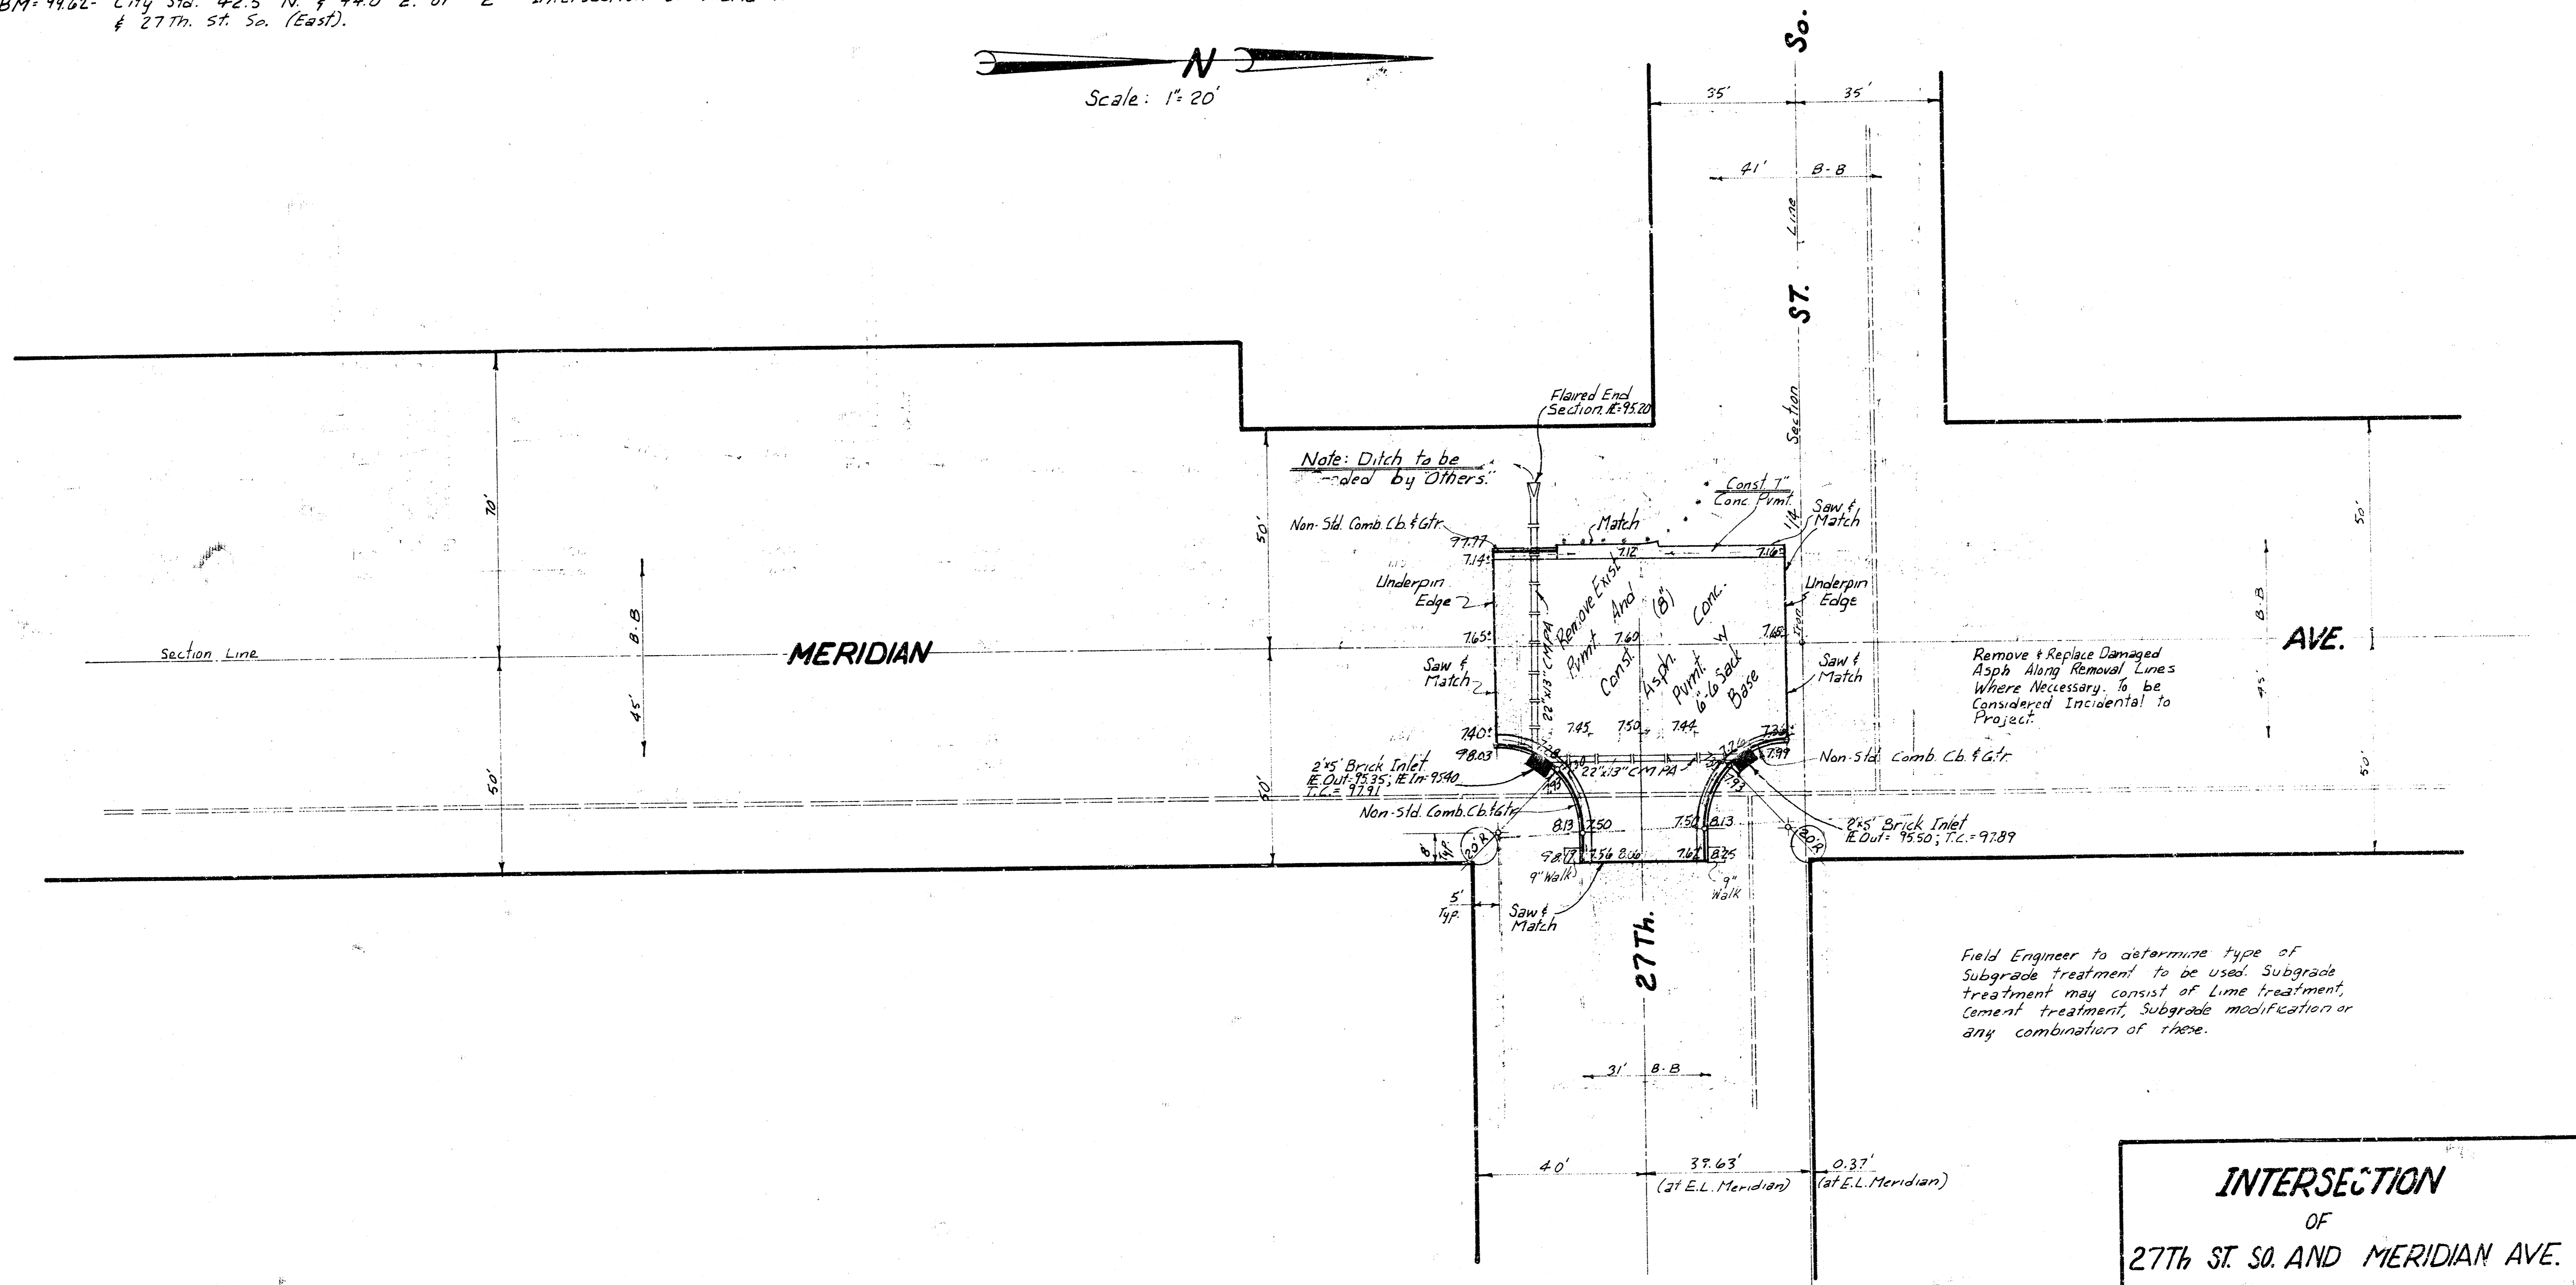 BM= 99.62- City Std. 42.5' N. & 44.0' E. of
& 27Th. St. So. (East).
N
Scale: 1"=20'
So.
35'
35'
41'
B-B
Line
ST.
Section
1/4
Flaired End
Section. IE=95.20
Note: Ditch to be
by "Others."
Const. 7"
Conc. Pvmt.
Saw &
Match
Non-Std. Comb. Cb. & Gtr.
Match
97.77
7.14±
7.12
7.16±
70'
50'
50'
Underpin
Edge
Underpin
Edge
Remove Exist.
Pvmt. And
Const. (8")
Asph. Conc.
Pvmt. W
6"-6 Sack
Base
22"x13" CMPA
7.65±
7.60
7.65±
Iron
45' B-B
45' B-B
Section Line
MERIDIAN
AVE.
Saw &
Match
Saw &
Match
Remove & Replace Damaged
Asph Along Removal Lines
Where Neccessary. To be
Considered Incidental to
Project.
7.40±
7.45
7.50
7.44
98.03
7.99
2'x5' Brick Inlet
IE Out=95.35; IE In=95.40
T.C.= 97.91
22"x13" CMPA
Non-Std. Comb. Cb. & Gtr.
50'
50'
50'
Non-Std. Comb. Cb. & Gtr.
8.13
7.50
7.50
8.13
2'x5' Brick Inlet
IE Out= 95.50; T.C.= 97.89
8'
Typ.
20'R
20'R
7.56
8.06
8.25
9" Walk
9"
Walk
5'
Typ.
Saw &
Match
27Th.
Field Engineer to determine type of
Subgrade treatment to be used. Subgrade
treatment may consist of Lime treatment,
Cement treatment, Subgrade modification or
any combination of these.
31'
B-B
40'
39.63'
(at E.L. Meridian)
0.37'
(at E.L. Meridian)
INTERSECTION
OF
27Th ST. SO. AND MERIDIAN AVE.